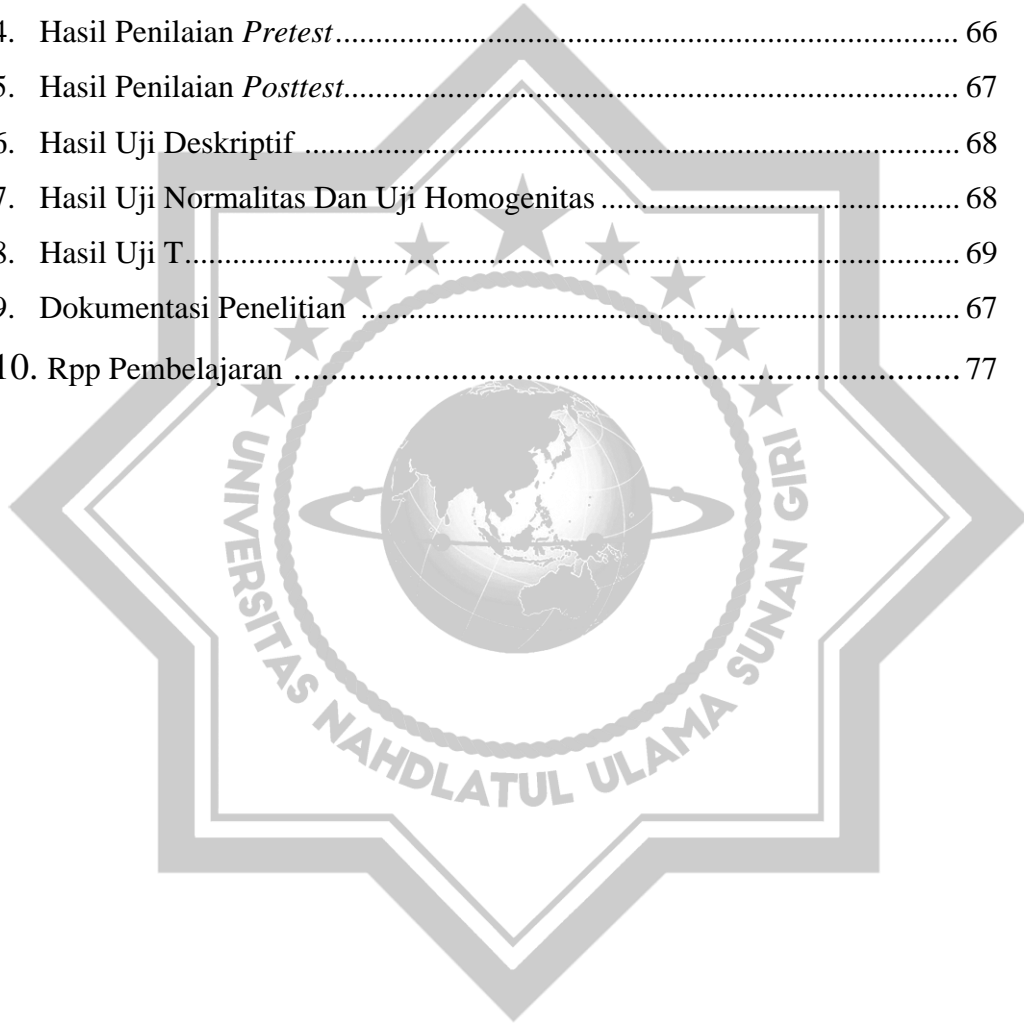 4. Hasil Penilaian Pretest.......... 66
5. Hasil Penilaian Posttest.......... 67
6. Hasil Uji Deskriptif .......... 68
7. Hasil Uji Normalitas Dan Uji Homogenitas .......... 68
8. Hasil Uji T.......... 69
9. Dokumentasi Penelitian .......... 67
10. Rpp Pembelajaran .......... 77
UNIVERSITAS NAHDLATUL ULAMA SUNAN GIRI